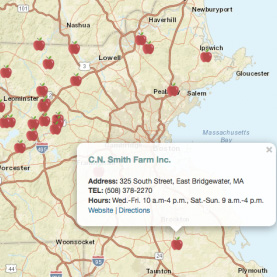 Newburyport
Haverhill
Nashua
Lowell
Ipswich
Gloucester
Peabody
Salem
Leominster
Massachusetts
Bay
Worcester
C.N. Smith Farm Inc.
Address: 325 South Street, East Bridgewater, MA
TEL: (508) 378-2270
Hours: Wed.-Fri. 10 a.m-4 p.m., Sat.-Sun. 9 a.m.-4 p.m.
Website | Directions
Brockton
Woonsocket
Taunton
Plymouth